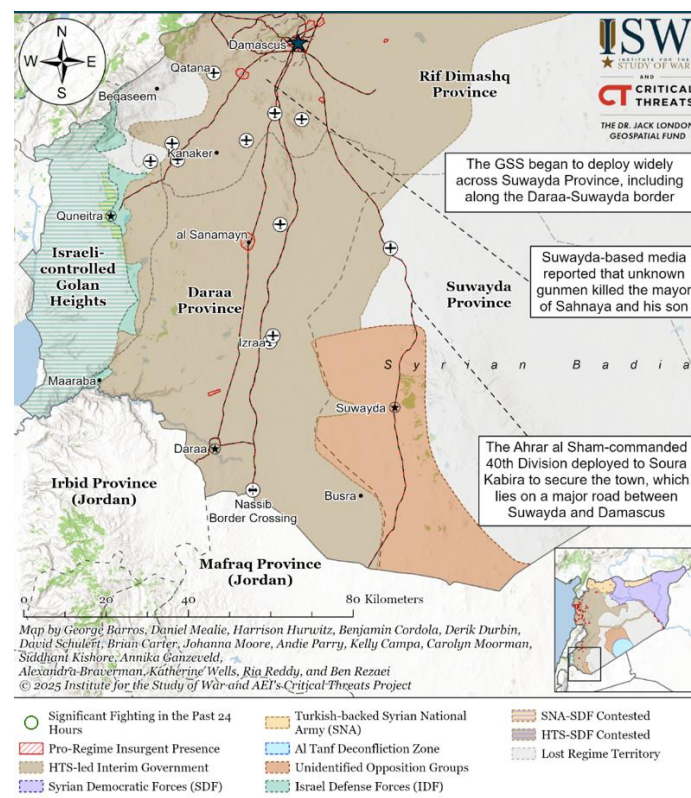 N
W
E
S
Damascus
Qatana
Beqaseem
Rif Dimashq
Province
ISW
INSTITUTE FOR THE
STUDY OF WAR
AND
CT CRITICAL
THREATS
THE DR. JACK LONDON
GEOSPATIAL FUND
Kanaker
The GSS began to deploy widely
across Suwayda Province, including
along the Daraa-Suwayda border
Quneitra
al Sanamayn
Israeli-
controlled
Golan
Heights
Suwayda-based media
reported that unknown
gunmen killed the mayor
of Sahnaya and his son
Daraa
Province
Suwayda
Province
Izraa
Syrian Badia
Maaraba
Suwayda
Daraa
The Ahrar al Sham-commanded
40th Division deployed to Soura
Kabira to secure the town, which
lies on a major road between
Suwayda and Damascus
Irbid Province
(Jordan)
Busra
Nassib
Border Crossing
Mafraq Province
(Jordan)
0 20 40 80 Kilometers
Map by George Barros, Daniel Mealie, Harrison Hurwitz, Benjamin Cordola, Derik Durbin,
David Schulert, Brian Carter, Johanna Moore, Andie Parry, Kelly Campa, Carolyn Moorman,
Siddhant Kishore, Annika Ganzeveld,
Alexandra Braverman, Katherine Wells, Ria Reddy, and Ben Rezaei
© 2025 Institute for the Study of War and AEI's Critical Threats Project
Significant Fighting in the Past 24
Hours
Pro-Regime Insurgent Presence
HTS-led Interim Government
Syrian Democratic Forces (SDF)
Turkish-backed Syrian National
Army (SNA)
Al Tanf Deconfliction Zone
Unidentified Opposition Groups
Israel Defense Forces (IDF)
SNA-SDF Contested
HTS-SDF Contested
Lost Regime Territory